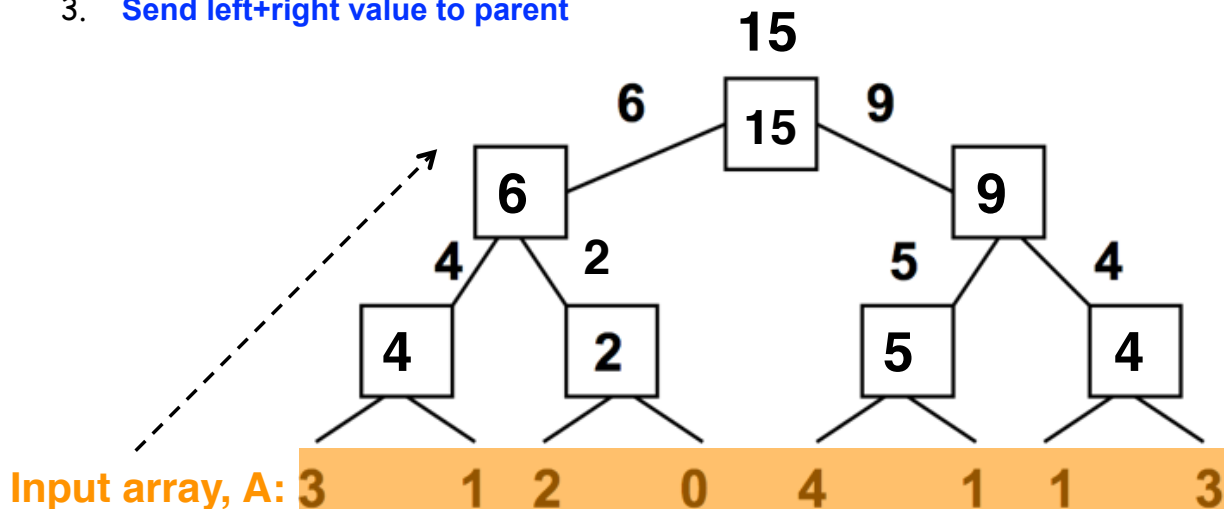 3. Send left+right value to parent
15
6 15 9
6 9
4 2 5 4
4 2 5 4
Input array, A: 3 1 2 0 4 1 1 3